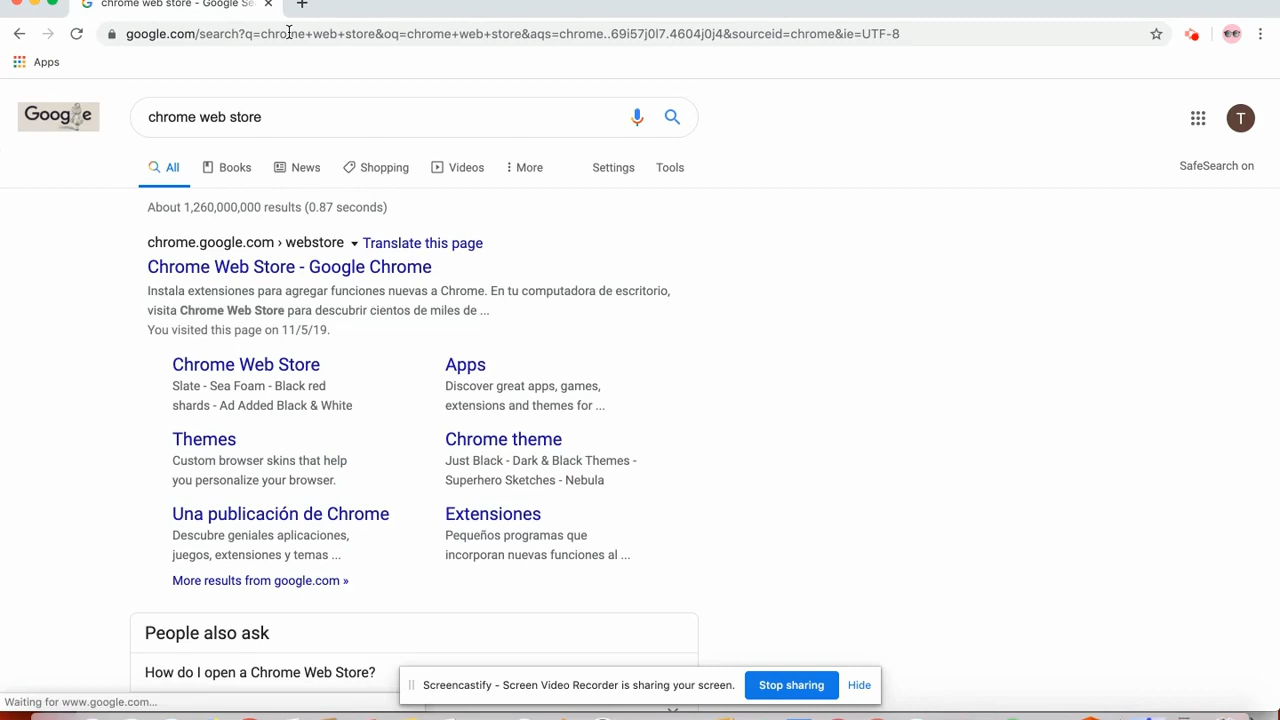 chrome web store - Google Se
google.com/search?q=chrome+web+store&oq=chrome+web+store&aqs=chrome..69i57j0l7.4604j0j4&sourceid=chrome&ie=UTF-8
Apps
Google
chrome web store
T
All Books News Shopping Videos More Settings Tools
SafeSearch on
About 1,260,000,000 results (0.87 seconds)
chrome.google.com › webstore Translate this page
Chrome Web Store - Google Chrome
Instala extensiones para agregar funciones nuevas a Chrome. En tu computadora de escritorio,
visita Chrome Web Store para descubrir cientos de miles de ...
You visited this page on 11/5/19.
Chrome Web Store
Slate - Sea Foam - Black red
shards - Ad Added Black & White
Apps
Discover great apps, games,
extensions and themes for ...
Themes
Custom browser skins that help
you personalize your browser.
Chrome theme
Just Black - Dark & Black Themes -
Superhero Sketches - Nebula
Una publicación de Chrome
Descubre geniales aplicaciones,
juegos, extensiones y temas ...
Extensiones
Pequeños programas que
incorporan nuevas funciones al ...
More results from google.com »
People also ask
How do I open a Chrome Web Store?
Screencastify - Screen Video Recorder is sharing your screen. Stop sharing Hide
Waiting for www.google.com...